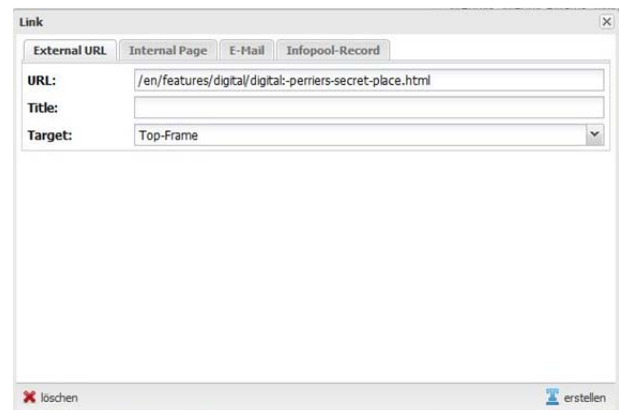 Link
External URL Internal Page E-Mail Infopool-Record
URL: /en/features/digital/digital:-perriers-secret-place.html
Title:
Target: Top-Frame
löschen erstellen